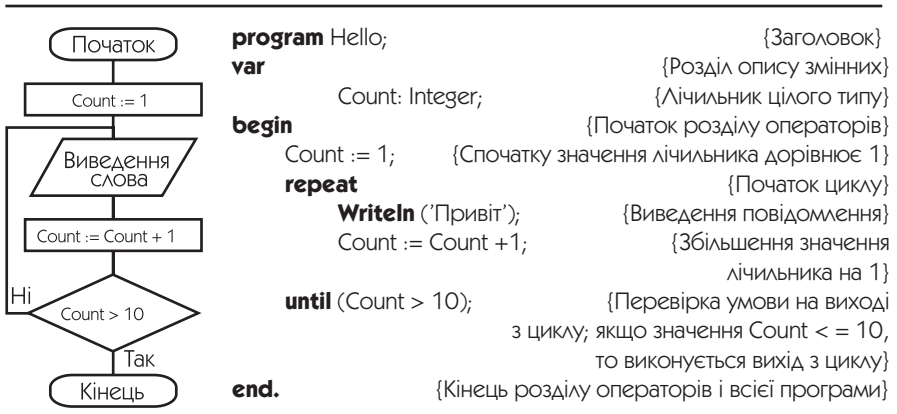 Початок
Count := 1
Виведення
слова
Count := Count + 1
Ні
Count > 10
Так
Кінець
program Hello; {Заголовок}
var {Розділ опису змінних}
Count: Integer; {Лічильник цілого типу}
begin {Початок розділу операторів}
Count := 1; {Спочатку значення лічильника дорівнює 1}
repeat {Початок циклу}
Writeln ('Привіт'); {Виведення повідомлення}
Count := Count +1; {Збільшення значення
лічильника на 1}
until (Count > 10); {Перевірка умови на виході
з циклу; якщо значення Count < = 10,
то виконується вихід з циклу}
end. {Кінець розділу операторів і всієї програми}